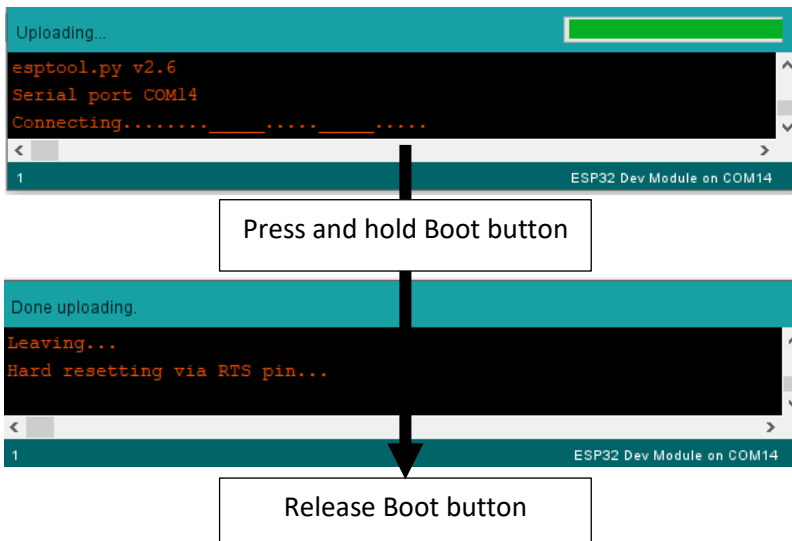 Uploading...
esptool.py v2.6
Serial port COM14
Connecting........_____....._____.....
1
ESP32 Dev Module on COM14
Press and hold Boot button
Done uploading.
Leaving...
Hard resetting via RTS pin...
1
ESP32 Dev Module on COM14
Release Boot button